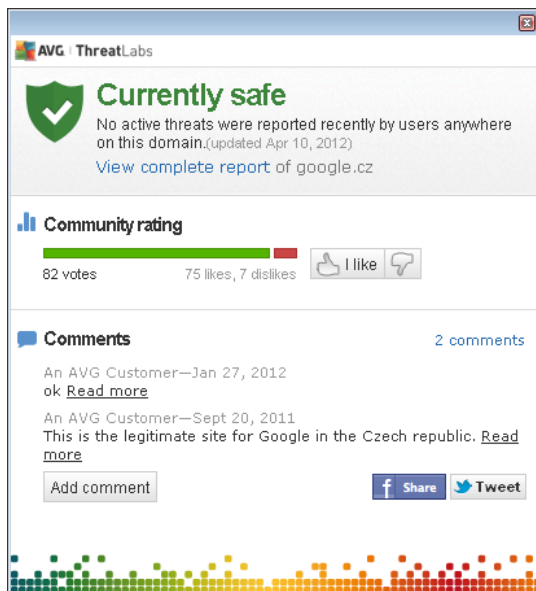 AVG ThreatLabs
Currently safe
No active threats were reported recently by users anywhere
on this domain.(updated Apr 10, 2012)
View complete report of google.cz
Community rating
82 votes
75 likes, 7 dislikes
I like
Comments
2 comments
An AVG Customer—Jan 27, 2012
ok Read more
An AVG Customer—Sept 20, 2011
This is the legitimate site for Google in the Czech republic. Read
more
Add comment
f Share
Tweet